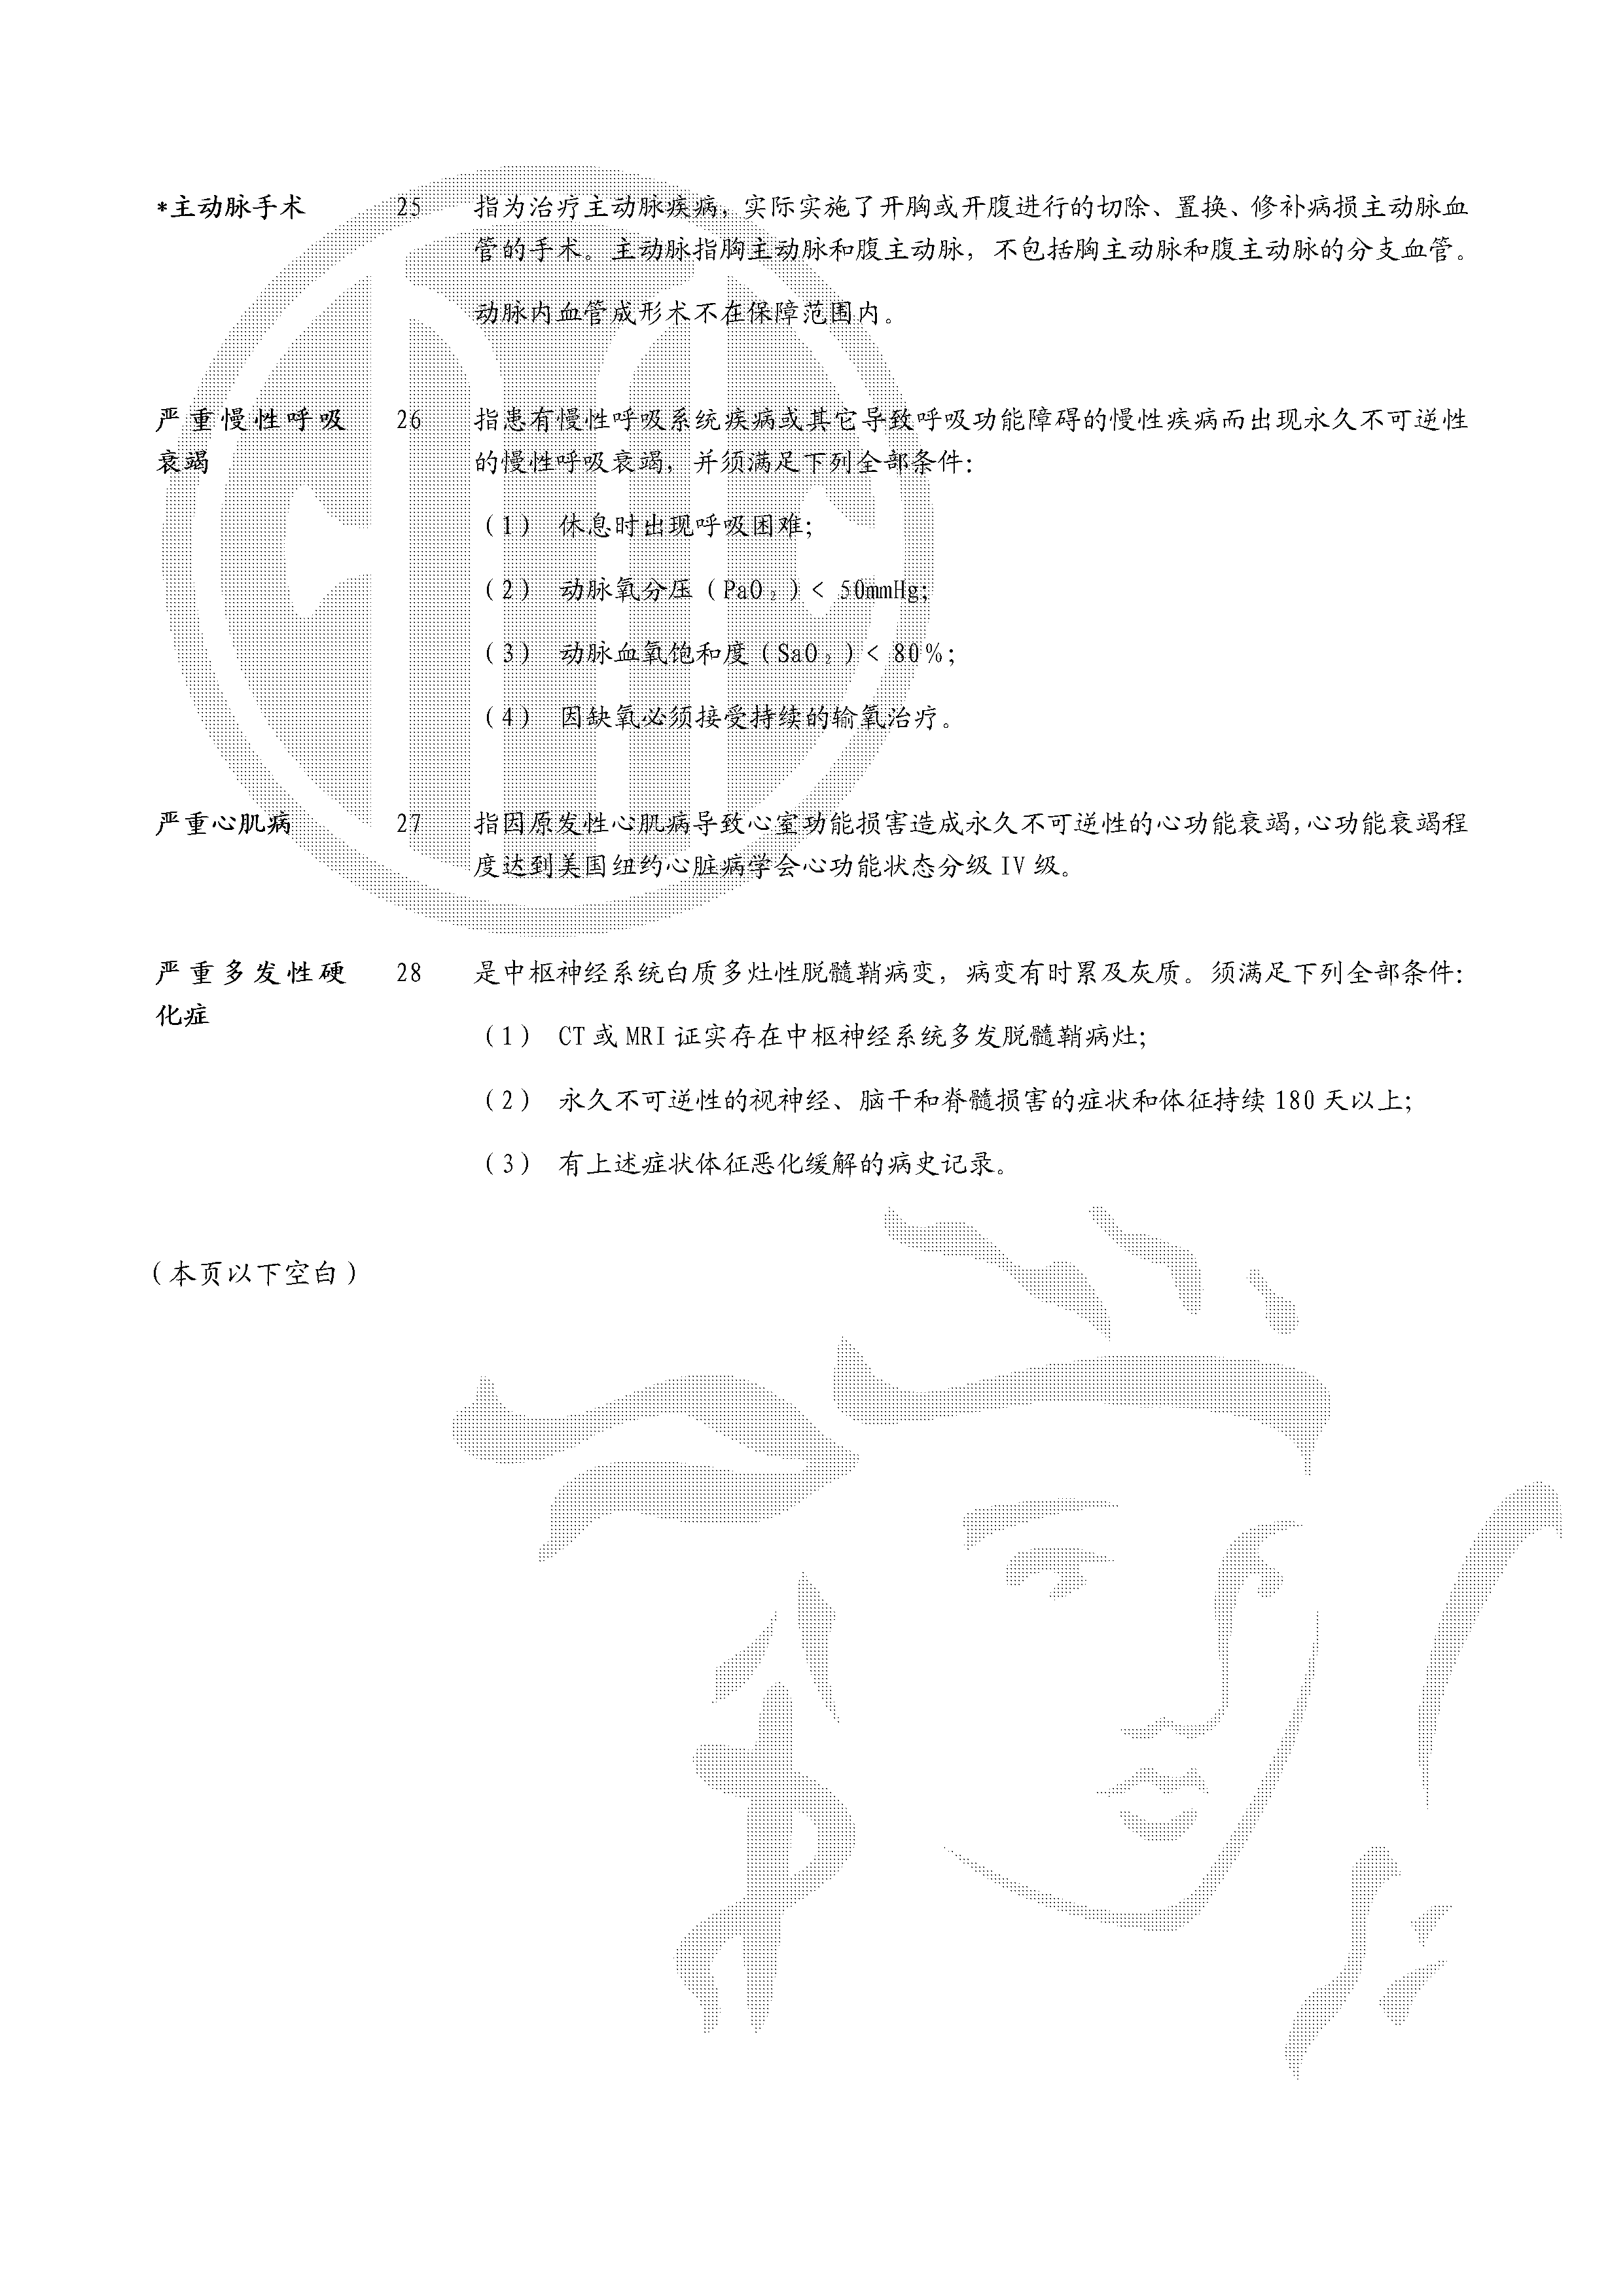 *主动脉手术 25 指为治疗主动脉疾病，实际实施了开胸或开腹进行的切除、置换、修补病损主动脉血
管的手术。主动脉指胸主动脉和腹主动脉，不包括胸主动脉和腹主动脉的分支血管。
动脉内血管成形术不在保障范围内。
严重慢性呼吸 26 指患有慢性呼吸系统疾病或其它导致呼吸功能障碍的慢性疾病而出现永久不可逆性
衰竭 的慢性呼吸衰竭，并须满足下列全部条件：
（1） 休息时出现呼吸困难；
（2） 动脉氧分压（PaO₂）< 50mmHg；
（3） 动脉血氧饱和度（SaO₂）< 80%；
（4） 因缺氧必须接受持续的输氧治疗。
严重心肌病 27 指因原发性心肌病导致心室功能损害造成永久不可逆性的心功能衰竭，心功能衰竭程
度达到美国纽约心脏病学会心功能状态分级 IV 级。
严重多发性硬 28 是中枢神经系统白质多灶性脱髓鞘病变，病变有时累及灰质。须满足下列全部条件：
化症
（1） CT 或 MRI 证实存在中枢神经系统多发脱髓鞘病灶；
（2） 永久不可逆性的视神经、脑干和脊髓损害的症状和体征持续 180 天以上；
（3） 有上述症状体征恶化缓解的病史记录。
（本页以下空白）